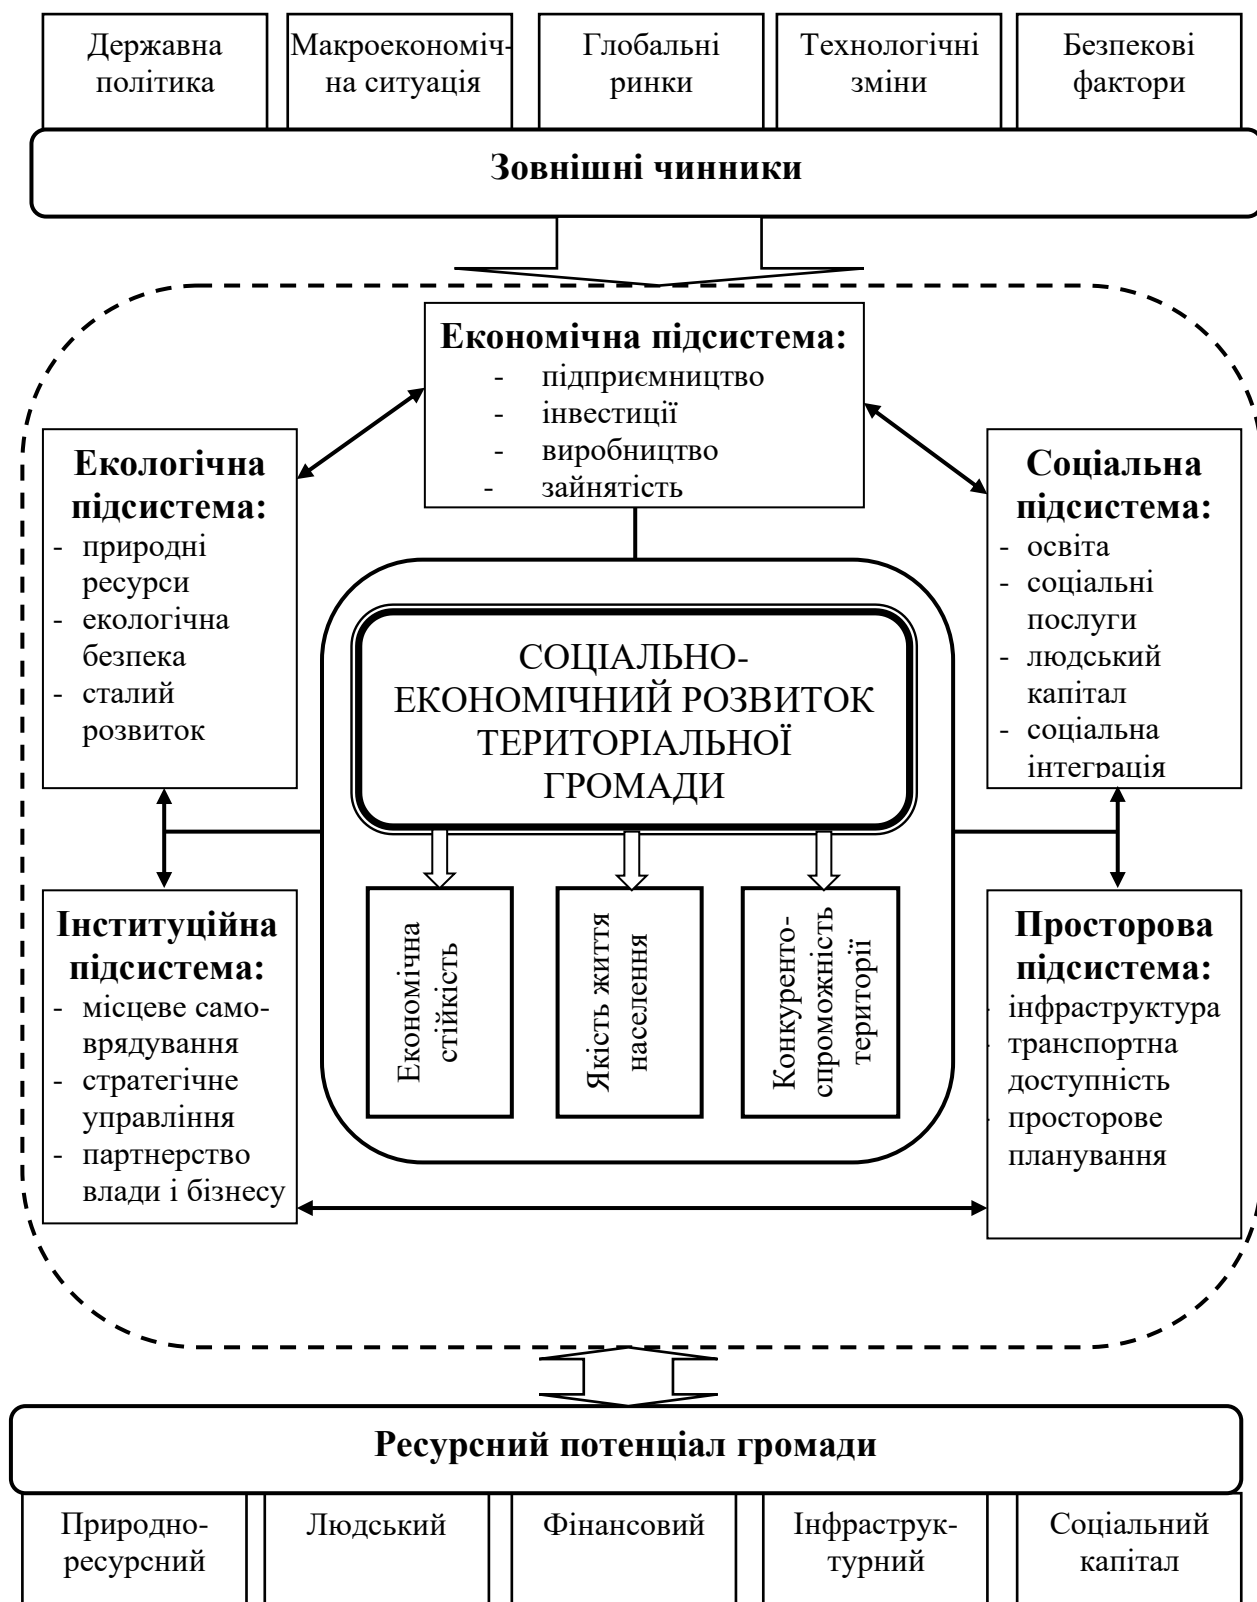 Державна
політика
Макроекономіч-
на ситуація
Глобальні
ринки
Технологічні
зміни
Безпекові
фактори
Зовнішні чинники
Економічна підсистема:
- підприємництво
- інвестиції
- виробництво
- зайнятість
Екологічна
підсистема:
- природні
ресурси
- екологічна
безпека
- сталий
розвиток
Соціальна
підсистема:
- освіта
- соціальні
послуги
- людський
капітал
- соціальна
інтеграція
СОЦІАЛЬНО-
ЕКОНОМІЧНИЙ РОЗВИТОК
ТЕРИТОРІАЛЬНОЇ
ГРОМАДИ
Економічна
стійкість
Якість життя
населення
Конкуренто-
спроможність
території
Інституційна
підсистема:
- місцеве само-
врядування
- стратегічне
управління
- партнерство
влади і бізнесу
Просторова
підсистема:
- інфраструктура
- транспортна
доступність
- просторове
планування
Ресурсний потенціал громади
Природно-
ресурсний
Людський
Фінансовий
Інфраструк-
турний
Соціальний
капітал